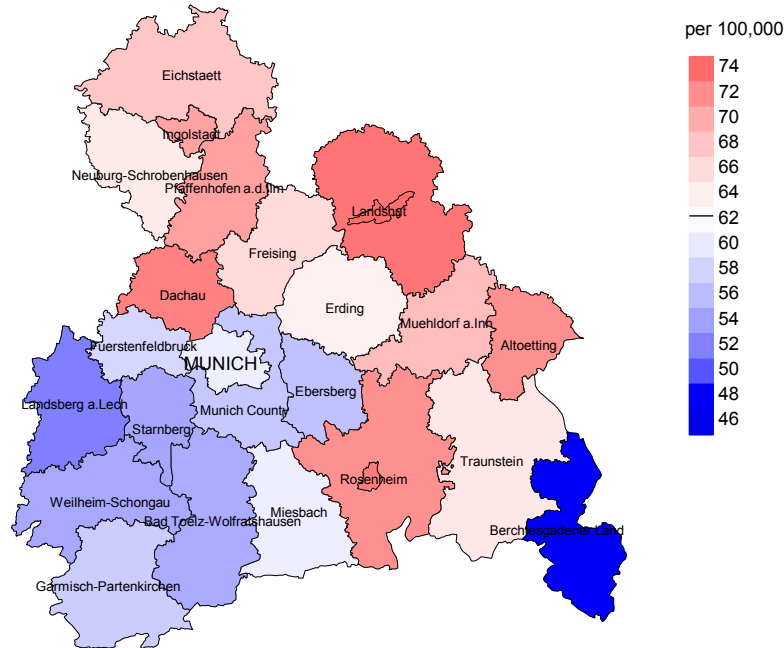 per 100,000
74
72
70
68
66
64
62
60
58
56
54
52
50
48
46
Eichstaett
Ingolstadt
Neuburg-Schrobenhausen
Pfaffenhofen a.d.Ilm
Landshut
Freising
Dachau
Erding
Muehldorf a.Inn
Altoetting
Fuerstenfeldbruck
MUNICH
Ebersberg
Landsberg a.Lech
Munich County
Starnberg
Traunstein
Rosenheim
Weilheim-Schongau
Miesbach
Bad Toelz-Wolfratshausen
Berchtesgadener Land
Garmisch-Partenkirchen